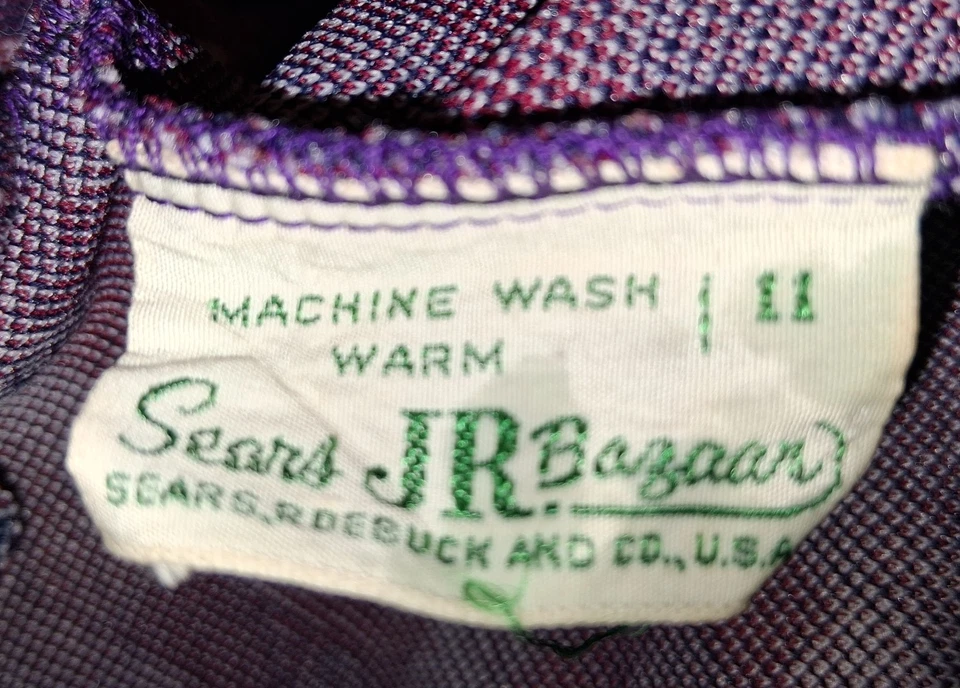 MACHINE WASH | 11
WARM
Sears JR. Bazaar
SEARS, ROEBUCK AND CO., U.S.A